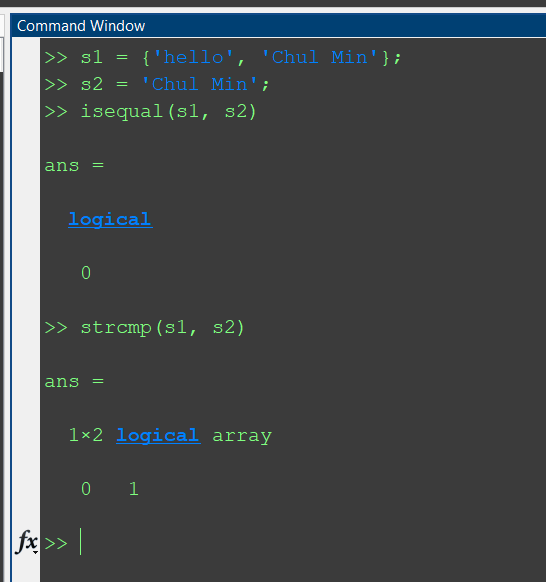 Command Window
>> s1 = {'hello', 'Chul Min'};
>> s2 = 'Chul Min';
>> isequal(s1, s2)
ans =
logical
0
>> strcmp(s1, s2)
ans =
1×2 logical array
0 1
fx >>